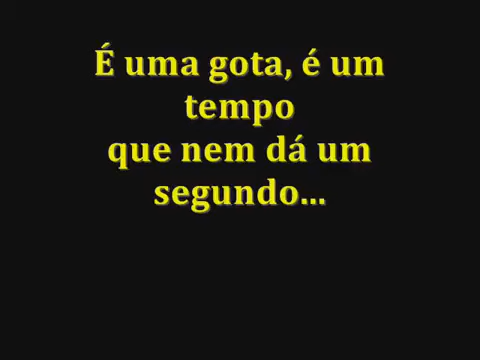 É uma gota, é um
tempo
que nem dá um
segundo...